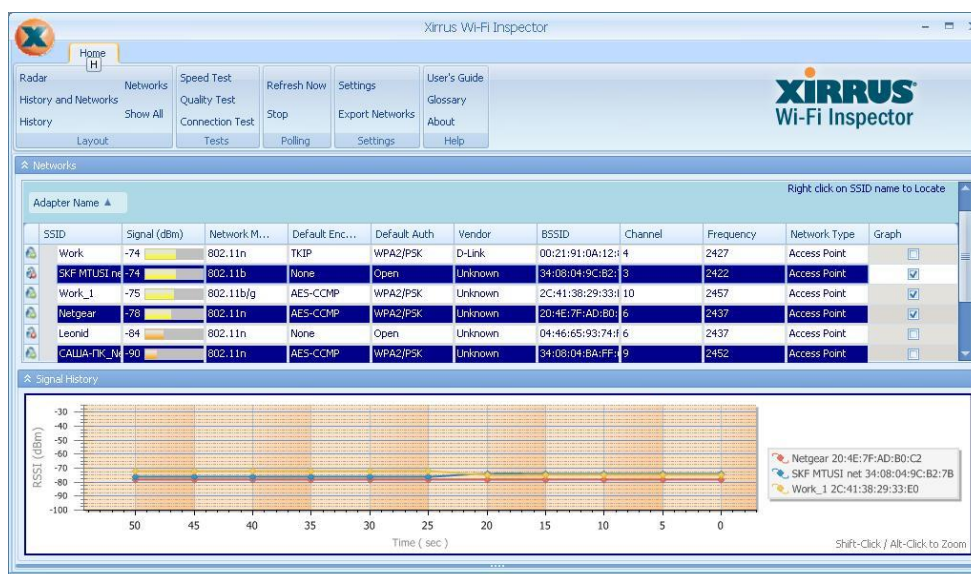 Xirrus Wi-Fi Inspector
Home
H
Radar
History and Networks
History
Networks
Show All
Layout
Speed Test
Quality Test
Connection Test
Tests
Refresh Now
Stop
Polling
Settings
Export Networks
Settings
User's Guide
Glossary
About
Help
XIRRUS
Wi-Fi Inspector
Networks
Right click on SSID name to Locate
Adapter Name
SSID Signal (dBm) Network M... Default Enc... Default Auth Vendor BSSID Channel Frequency Network Type Graph
Work -74 802.11n TKIP WPA2/PSK D-Link 00:21:91:0A:12: 4 2427 Access Point
SKF MTUSI ne -74 802.11b None Open Unknown 34:08:04:9C:B2: 3 2422 Access Point
Work_1 -75 802.11b/g AES-CCMP WPA2/PSK Unknown 2C:41:38:29:33: 10 2457 Access Point
Netgear -78 802.11n AES-CCMP WPA2/PSK Unknown 20:4E:7F:AD:B0: 6 2437 Access Point
Leonid -84 802.11n None Open Unknown 04:46:65:93:74: 6 2437 Access Point
САША-ПК_Ne -90 802.11n AES-CCMP WPA2/PSK Unknown 34:08:04:BA:FF: 9 2452 Access Point
Signal History
RSSI (dBm)
-30
-40
-50
-60
-70
-80
-90
-100
50 45 40 35 30 25 20 15 10 5 0
Time ( sec )
Netgear 20:4E:7F:AD:B0:C2
SKF MTUSI net 34:08:04:9C:B2:7B
Work_1 2C:41:38:29:33:E0
Shift-Click / Alt-Click to Zoom